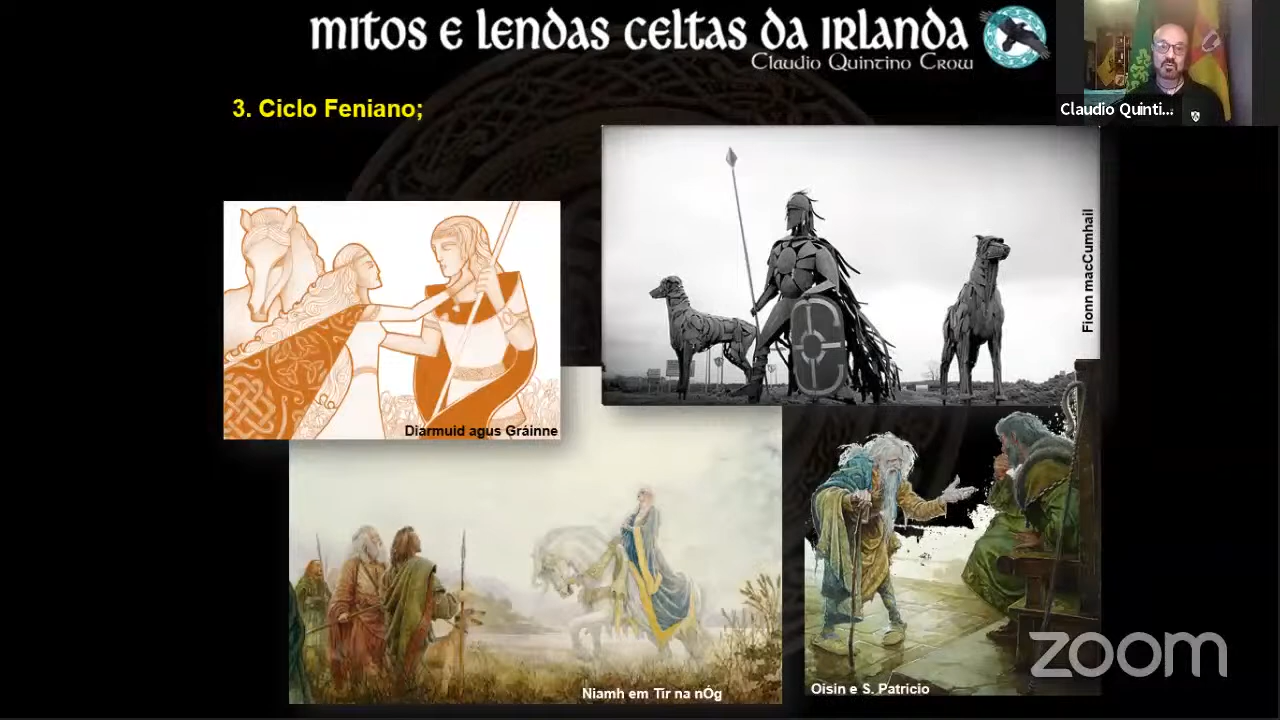 mitos e lendas celtas da irlanda
Claudio Quintino Crow
Claudio Quinti...
3. Ciclo Feniano;
Fionn macCumhail
Diarmuid agus Gráinne
Niamh em Tír na nÓg
Oisin e S. Patricio
zoom